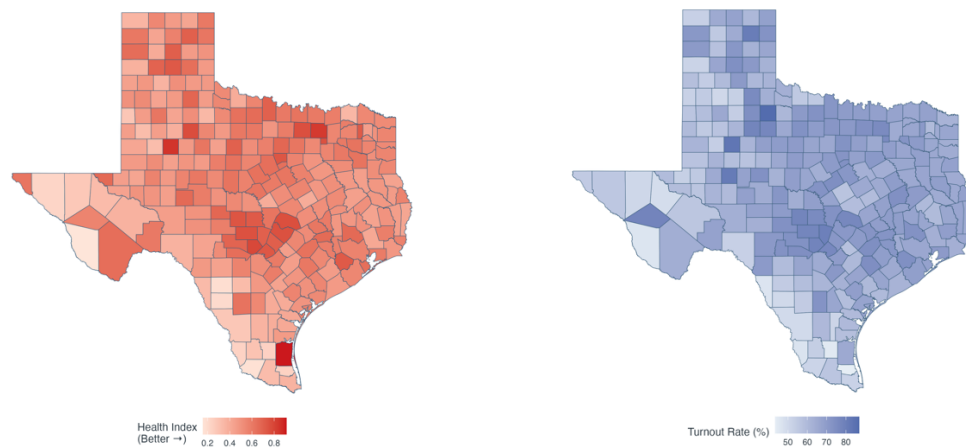 Health Index
(Better →)
0.2 0.4 0.6 0.8
Turnout Rate (%)
50 60 70 80